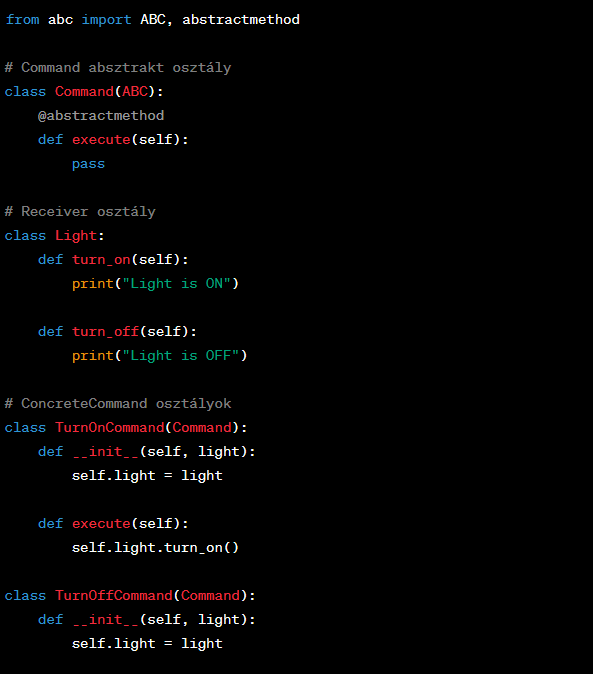 from abc import ABC, abstractmethod

# Command absztrakt osztály
class Command(ABC):
    @abstractmethod
    def execute(self):
        pass

# Receiver osztály
class Light:
    def turn_on(self):
        print("Light is ON")

    def turn_off(self):
        print("Light is OFF")

# ConcreteCommand osztályok
class TurnOnCommand(Command):
    def __init__(self, light):
        self.light = light

    def execute(self):
        self.light.turn_on()

class TurnOffCommand(Command):
    def __init__(self, light):
        self.light = light